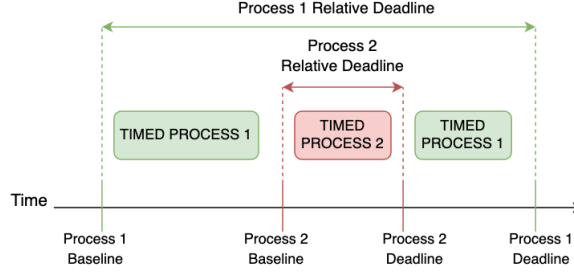 Process 1 Relative Deadline
Process 2
Relative Deadline
TIMED PROCESS 1
TIMED
PROCESS 2
TIMED
PROCESS 1
Time
Process 1
Baseline
Process 2
Baseline
Process 2
Deadline
Process 1
Deadline